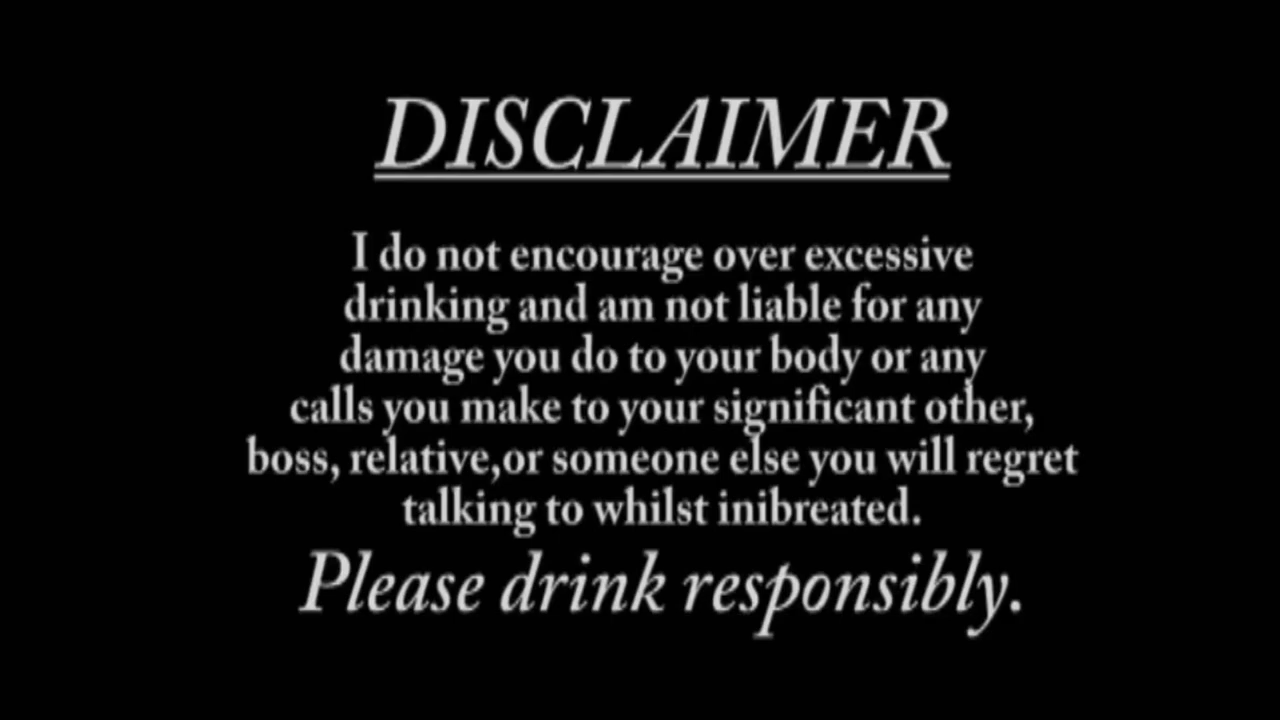 DISCLAIMER
I do not encourage over excessive
drinking and am not liable for any
damage you do to your body or any
calls you make to your significant other,
boss, relative,or someone else you will regret
talking to whilst inibreated.
Please drink responsibly.